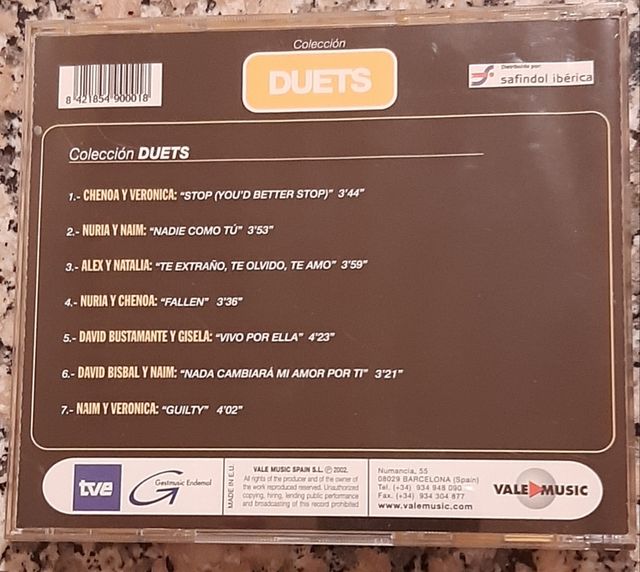 Colección
DUETS
8 421854 900018
Distribuido por:
safindol ibérica
Colección DUETS
1.- CHENOA Y VERONICA: “STOP (YOU'D BETTER STOP)” 3'44”
2.- NURIA Y NAIM: “NADIE COMO TÚ” 3'53”
3.- ALEX Y NATALIA: “TE EXTRAÑO, TE OLVIDO, TE AMO” 3'59”
4.- NURIA Y CHENOA: “FALLEN” 3'36”
5.- DAVID BUSTAMANTE Y GISELA: “VIVO POR ELLA” 4'23”
6.- DAVID BISBAL Y NAIM: “NADA CAMBIARÁ MI AMOR POR TI” 3'21”
7.- NAIM Y VERONICA: “GUILTY” 4'02”
tve
G Gestmusic Endemol
MADE IN E.U.
VALE MUSIC SPAIN S.L. ℗ 2002.
All rights of the producer and of the owner of
the work reproduced reserved. Unauthorized
copying, hiring, lending public performance
and broadcasting of this record prohibited
Numancia, 55
08029 BARCELONA (Spain)
Tel. (+34) 934 948 090
Fax. (+34) 934 304 877
www.valemusic.com
VALE MUSIC